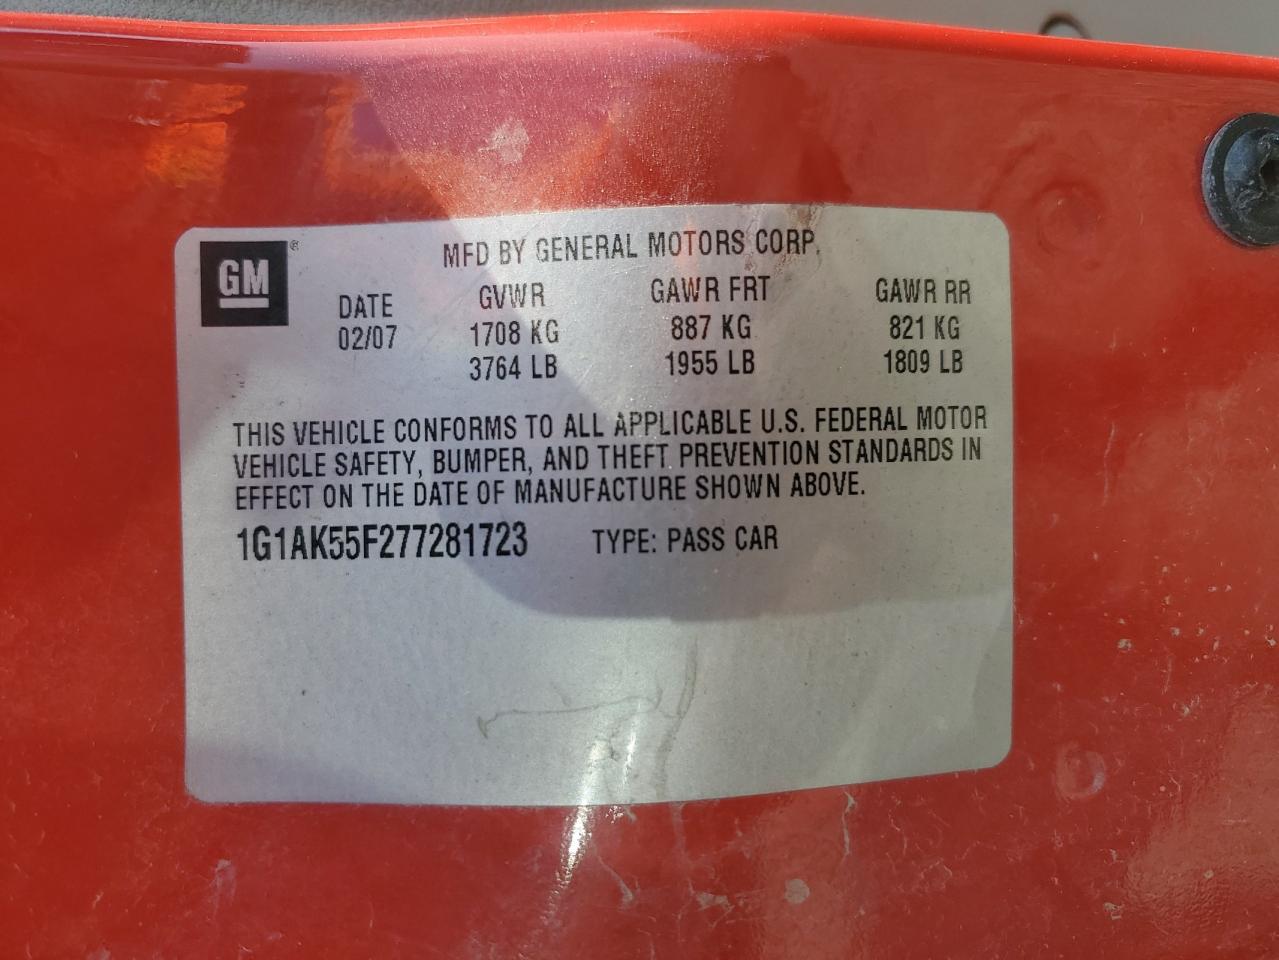 GM®
MFD BY GENERAL MOTORS CORP.
DATE GVWR GAWR FRT GAWR RR
02/07 1708 KG 887 KG 821 KG
3764 LB 1955 LB 1809 LB
THIS VEHICLE CONFORMS TO ALL APPLICABLE U.S. FEDERAL MOTOR
VEHICLE SAFETY, BUMPER, AND THEFT PREVENTION STANDARDS IN
EFFECT ON THE DATE OF MANUFACTURE SHOWN ABOVE.
1G1AK55F277281723 TYPE: PASS CAR